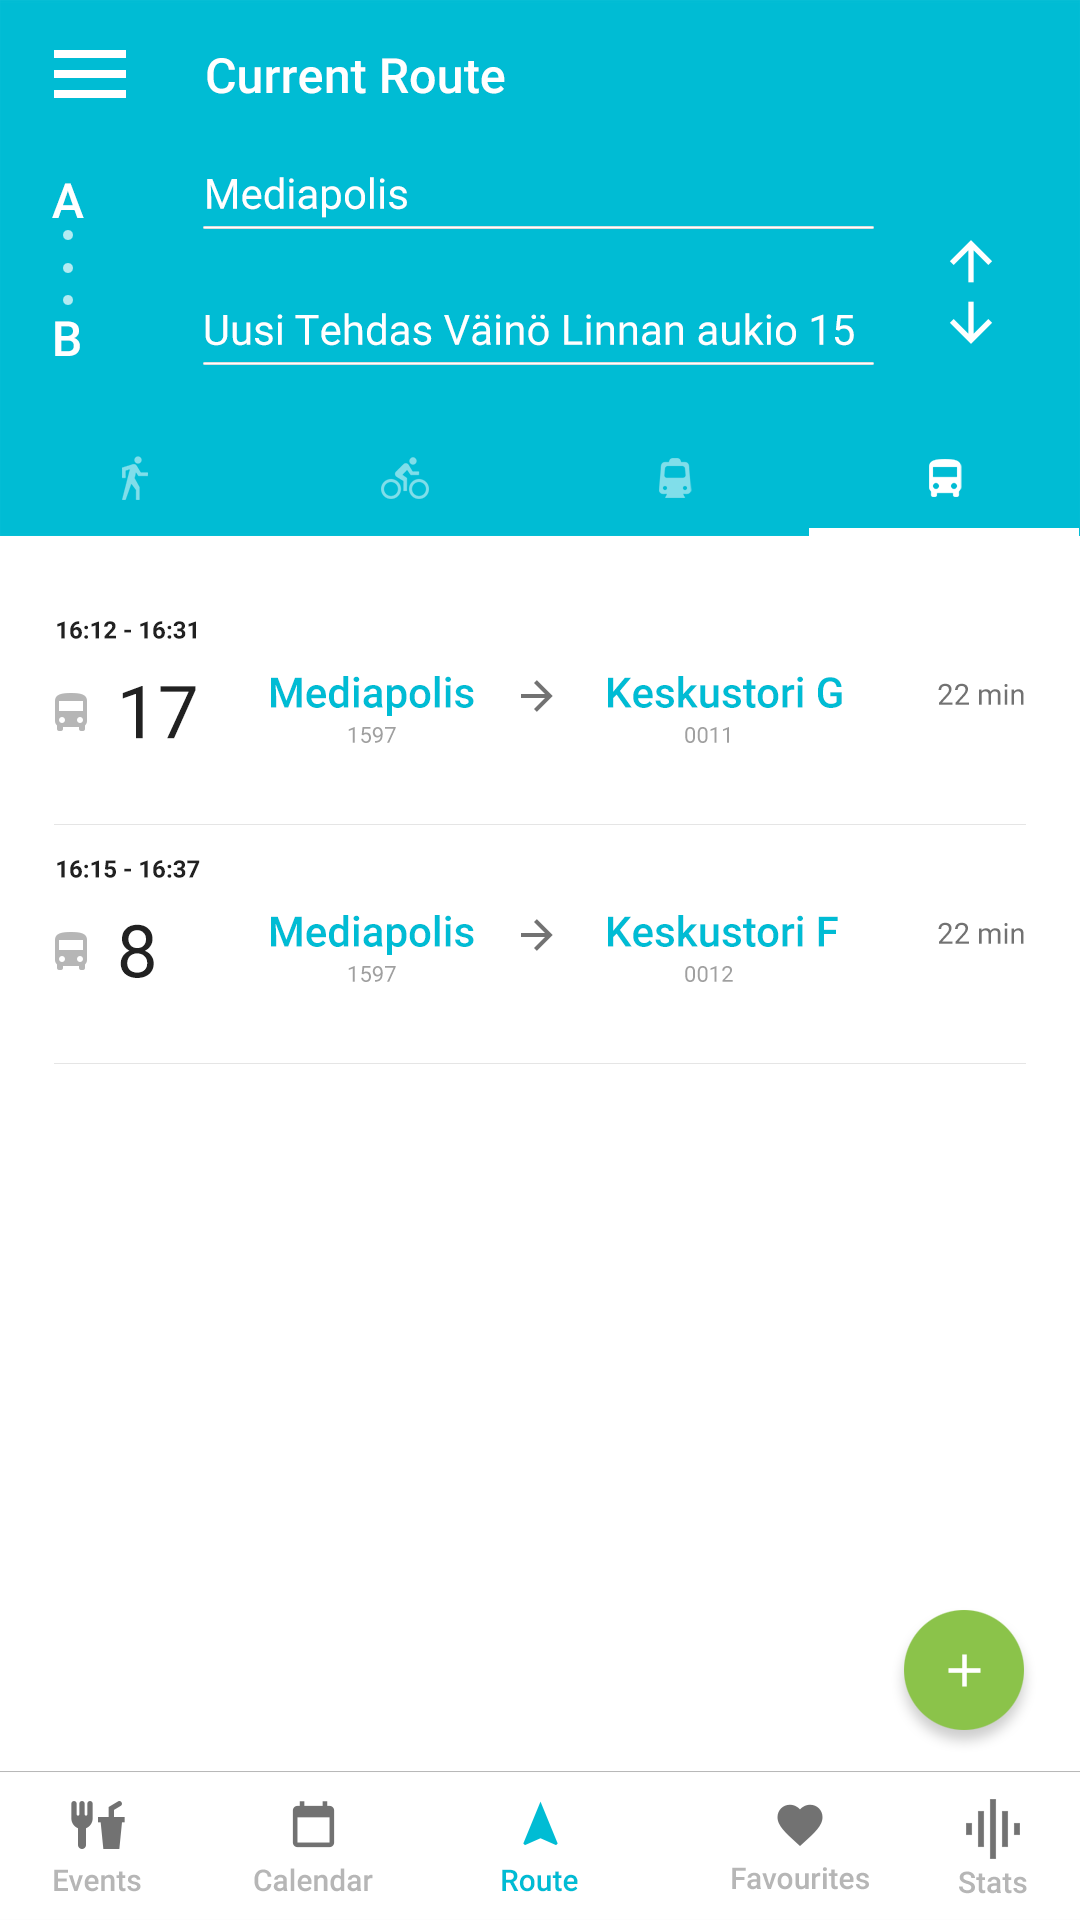 Current Route
A
Mediapolis
B
Uusi Tehdas Väinö Linnan aukio 15
16:12 - 16:31
17
Mediapolis
Keskustori G
22 min
1597
0011
16:15 - 16:37
8
Mediapolis
Keskustori F
22 min
1597
0012
Events
Calendar
Route
Favourites
Stats